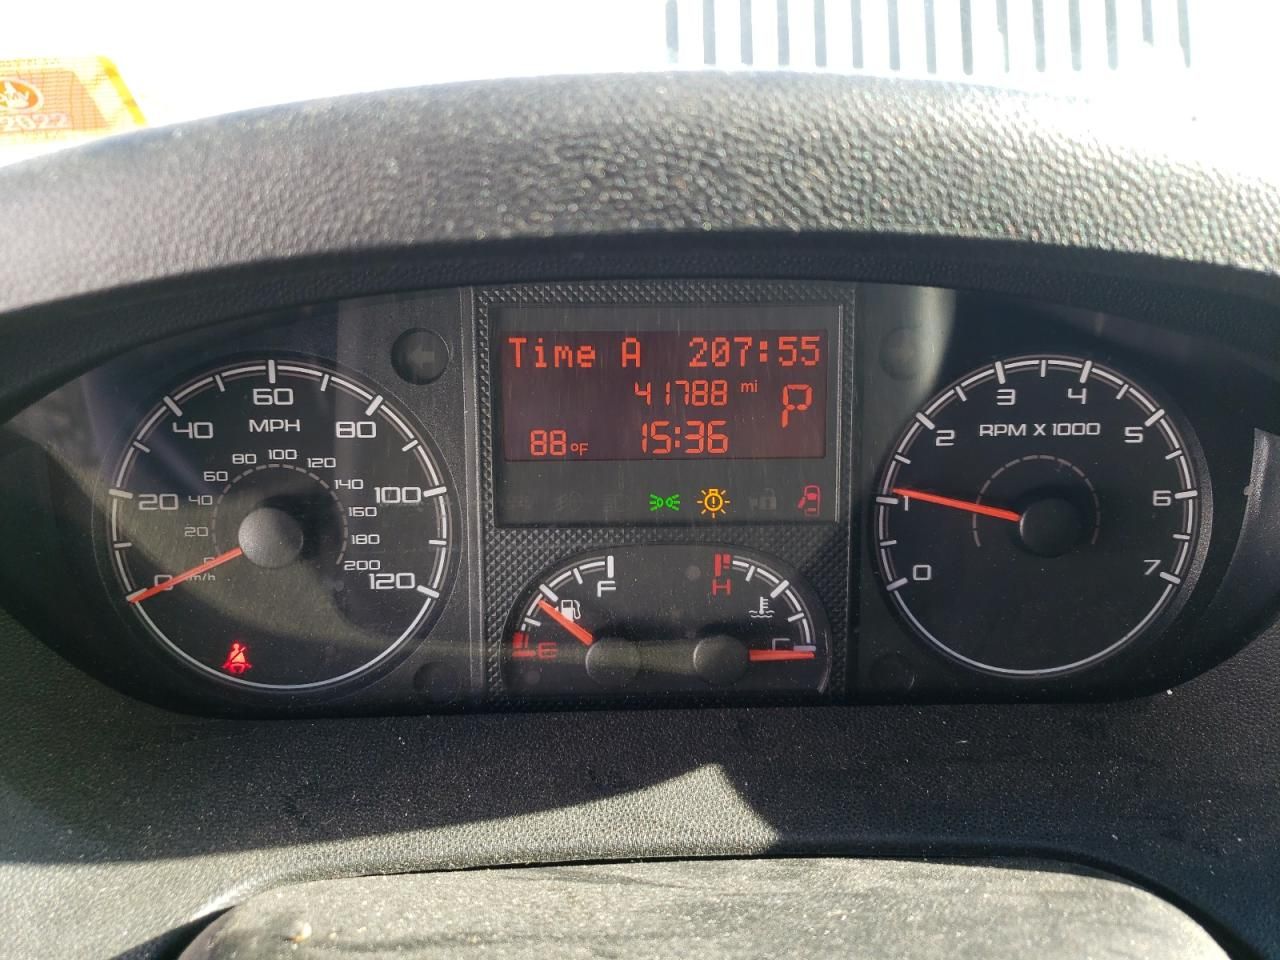 DMV
2022
Time A 207:55
41788 mi
P
88°F 15:36
0 20 40 60 80 100 120
MPH
0 20 40 60 80 100 120 140 160 180 200
km/h
F
E
H
C
0 1 2 3 4 5 6 7
RPM X 1000